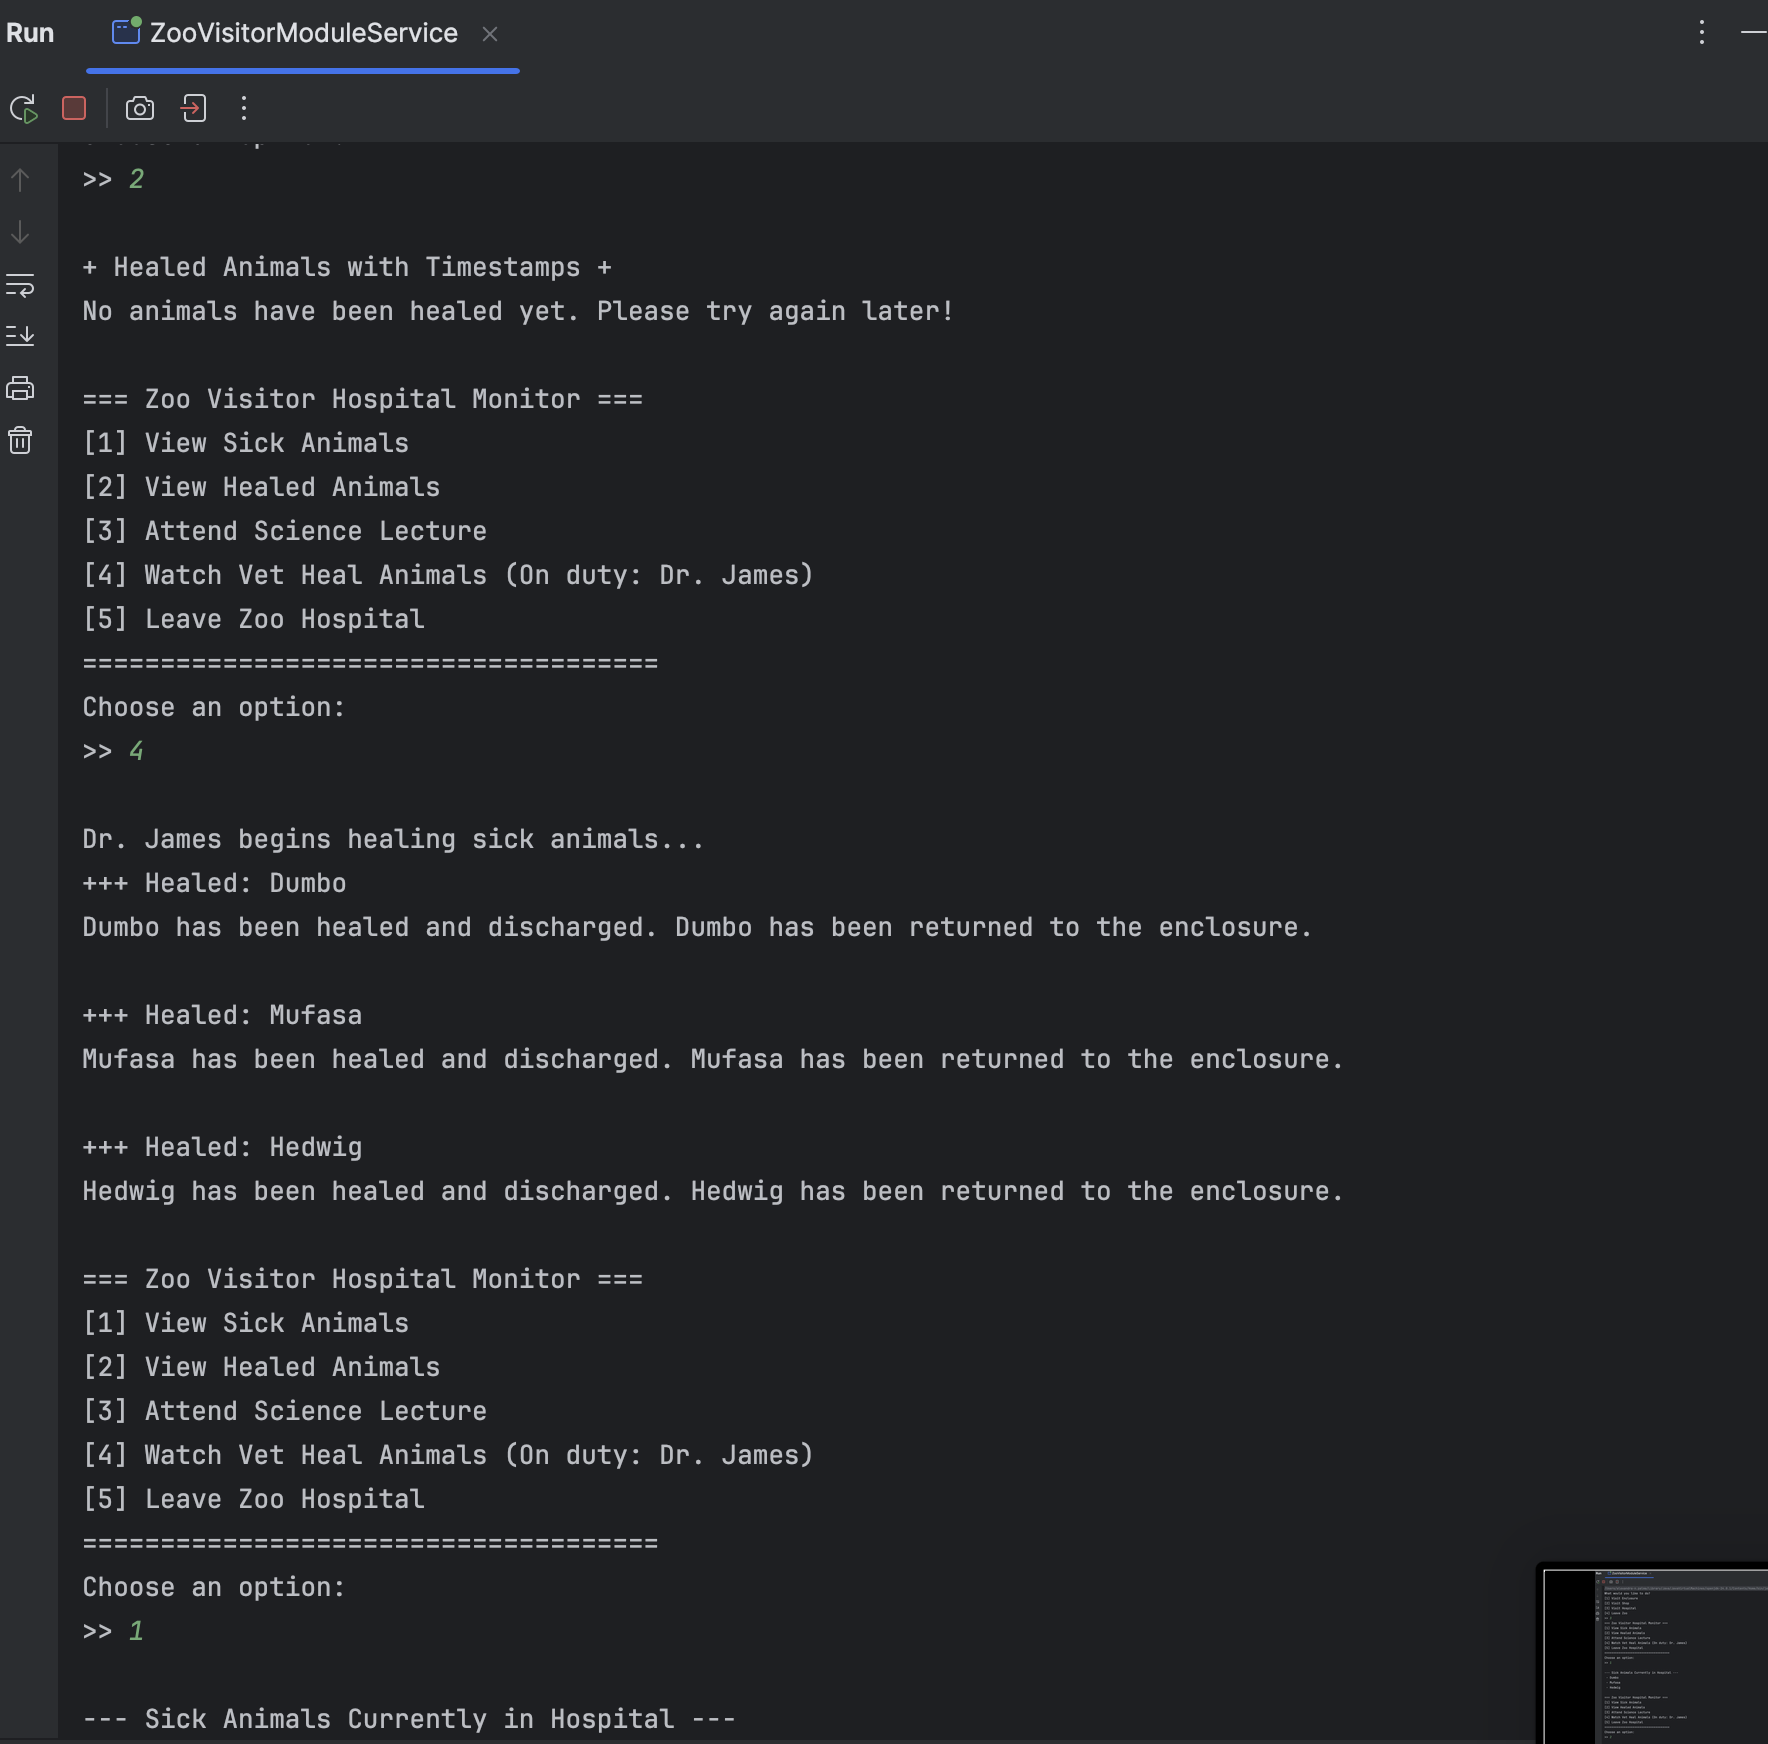 Run
ZooVisitorModuleService
>> 2
+ Healed Animals with Timestamps +
No animals have been healed yet. Please try again later!
=== Zoo Visitor Hospital Monitor ===
[1] View Sick Animals
[2] View Healed Animals
[3] Attend Science Lecture
[4] Watch Vet Heal Animals (On duty: Dr. James)
[5] Leave Zoo Hospital
=====================================
Choose an option:
>> 4
Dr. James begins healing sick animals...
+++ Healed: Dumbo
Dumbo has been healed and discharged. Dumbo has been returned to the enclosure.
+++ Healed: Mufasa
Mufasa has been healed and discharged. Mufasa has been returned to the enclosure.
+++ Healed: Hedwig
Hedwig has been healed and discharged. Hedwig has been returned to the enclosure.
=== Zoo Visitor Hospital Monitor ===
[1] View Sick Animals
[2] View Healed Animals
[3] Attend Science Lecture
[4] Watch Vet Heal Animals (On duty: Dr. James)
[5] Leave Zoo Hospital
=====================================
Choose an option:
>> 1
--- Sick Animals Currently in Hospital ---